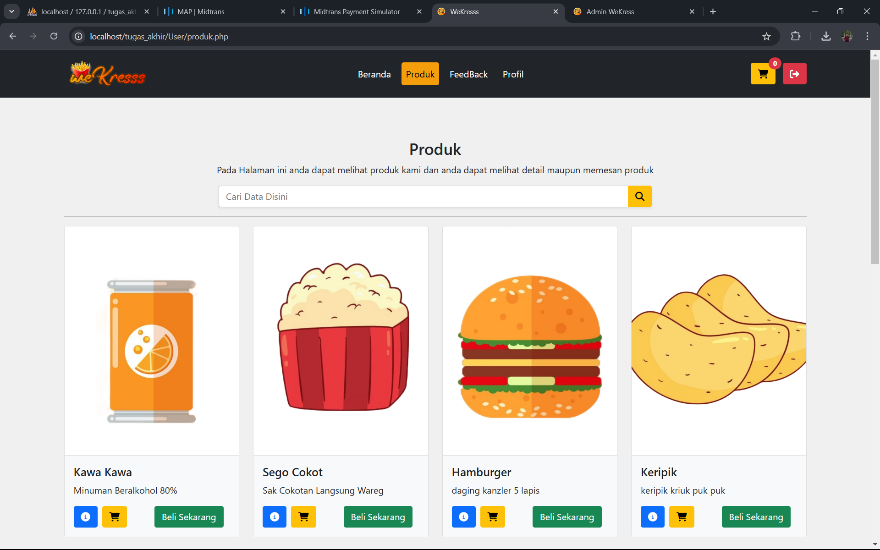 localhost / 127.0.0.1 / tugas_akh
MAP | Midtrans
Midtrans Payment Simulator
WeKresss
Admin WeKress
localhost/tugas_akhir/User/produk.php
weKresss
Beranda
Produk
FeedBack
Profil
0
Produk
Pada Halaman ini anda dapat melihat produk kami dan anda dapat melihat detail maupun memesan produk
Cari Data Disini
Kawa Kawa
Minuman Beralkohol 80%
Beli Sekarang
Sego Cokot
Sak Cokotan Langsung Wareg
Beli Sekarang
Hamburger
daging kanzler 5 lapis
Beli Sekarang
Keripik
keripik kriuk puk puk
Beli Sekarang